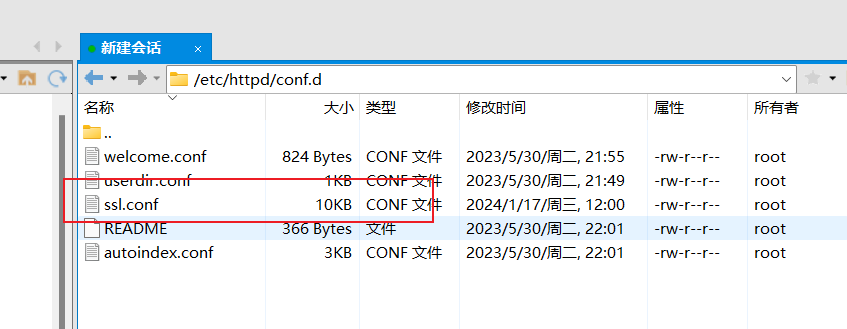 新建会话 ×
/etc/httpd/conf.d
名称 大小 类型 修改时间 属性 所有者
..
welcome.conf 824 Bytes CONF 文件 2023/5/30/周二, 21:55 -rw-r--r-- root
userdir.conf 1KB CONF 文件 2023/5/30/周二, 21:49 -rw-r--r-- root
ssl.conf 10KB CONF 文件 2024/1/17/周三, 12:00 -rw-r--r-- root
README 366 Bytes 文件 2023/5/30/周二, 22:01 -rw-r--r-- root
autoindex.conf 3KB CONF 文件 2023/5/30/周二, 22:01 -rw-r--r-- root